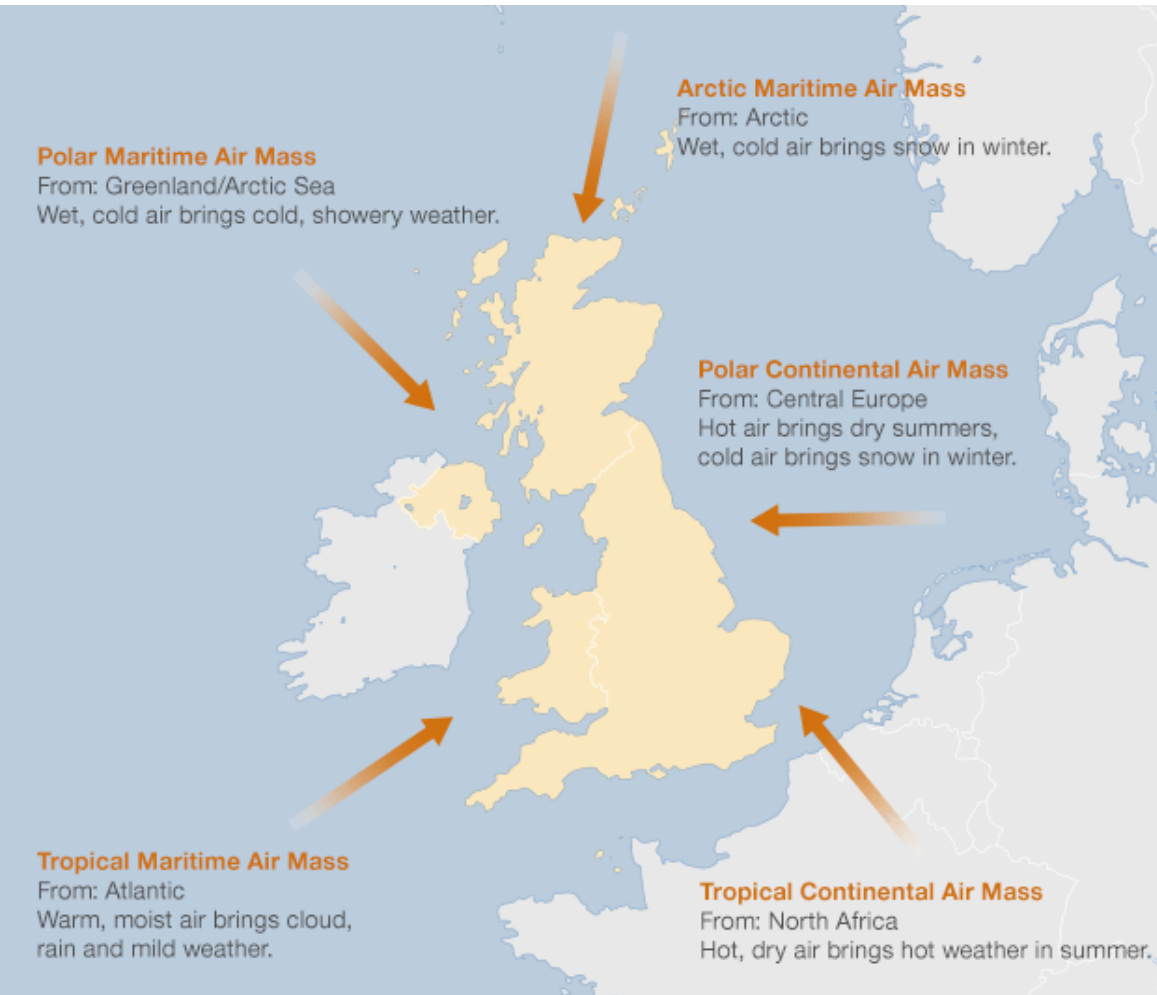 Arctic Maritime Air Mass
From: Arctic
Wet, cold air brings snow in winter.
Polar Maritime Air Mass
From: Greenland/Arctic Sea
Wet, cold air brings cold, showery weather.
Polar Continental Air Mass
From: Central Europe
Hot air brings dry summers,
cold air brings snow in winter.
Tropical Maritime Air Mass
From: Atlantic
Warm, moist air brings cloud,
rain and mild weather.
Tropical Continental Air Mass
From: North Africa
Hot, dry air brings hot weather in summer.